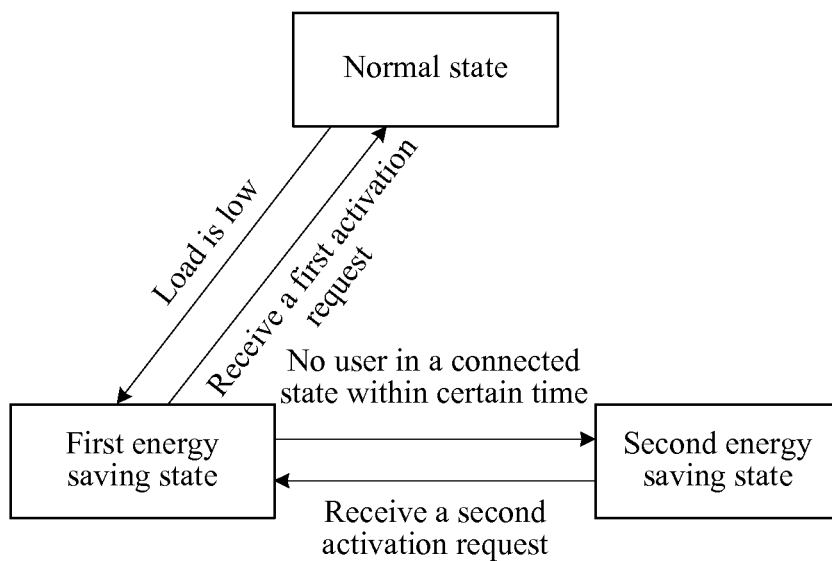 Normal state
Load is low
Receive a first activation
request
No user in a connected
state within certain time
First energy
saving state
Second energy
saving state
Receive a second
activation request